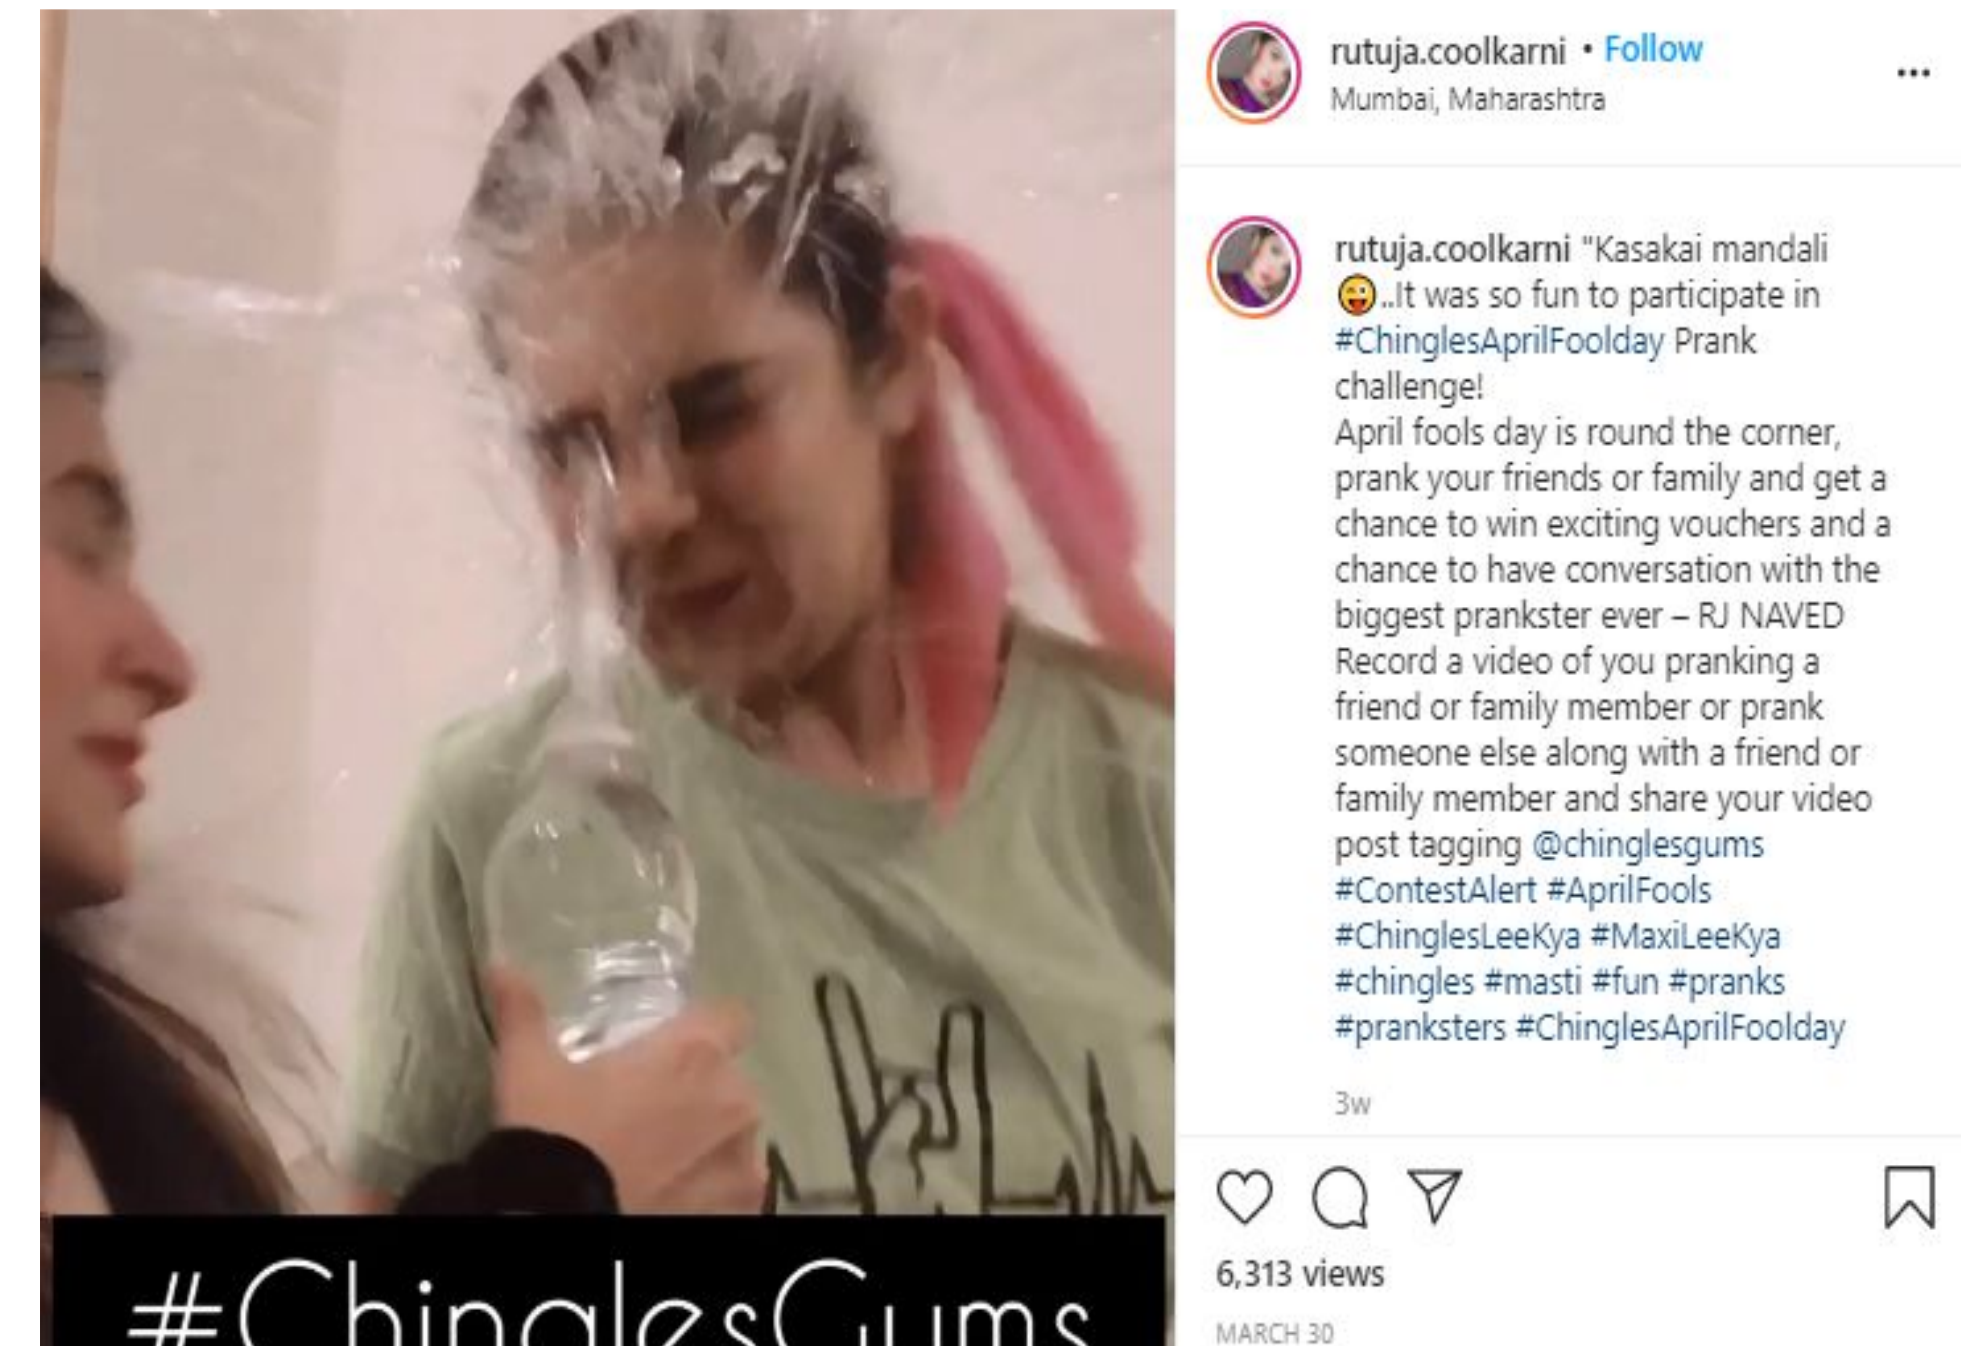 rutuja.coolkarni • Follow
Mumbai, Maharashtra
rutuja.coolkarni "Kasakai mandali
😜..It was so fun to participate in
#ChinglesAprilFoolday Prank
challenge!
April fools day is round the corner,
prank your friends or family and get a
chance to win exciting vouchers and a
chance to have conversation with the
biggest prankster ever – RJ NAVED
Record a video of you pranking a
friend or family member or prank
someone else along with a friend or
family member and share your video
post tagging @chinglesgums
#ContestAlert #AprilFools
#ChinglesLeeKya #MaxiLeeKya
#chingles #masti #fun #pranks
#pranksters #ChinglesAprilFoolday
3w
6,313 views
MARCH 30
#ChinglesGums